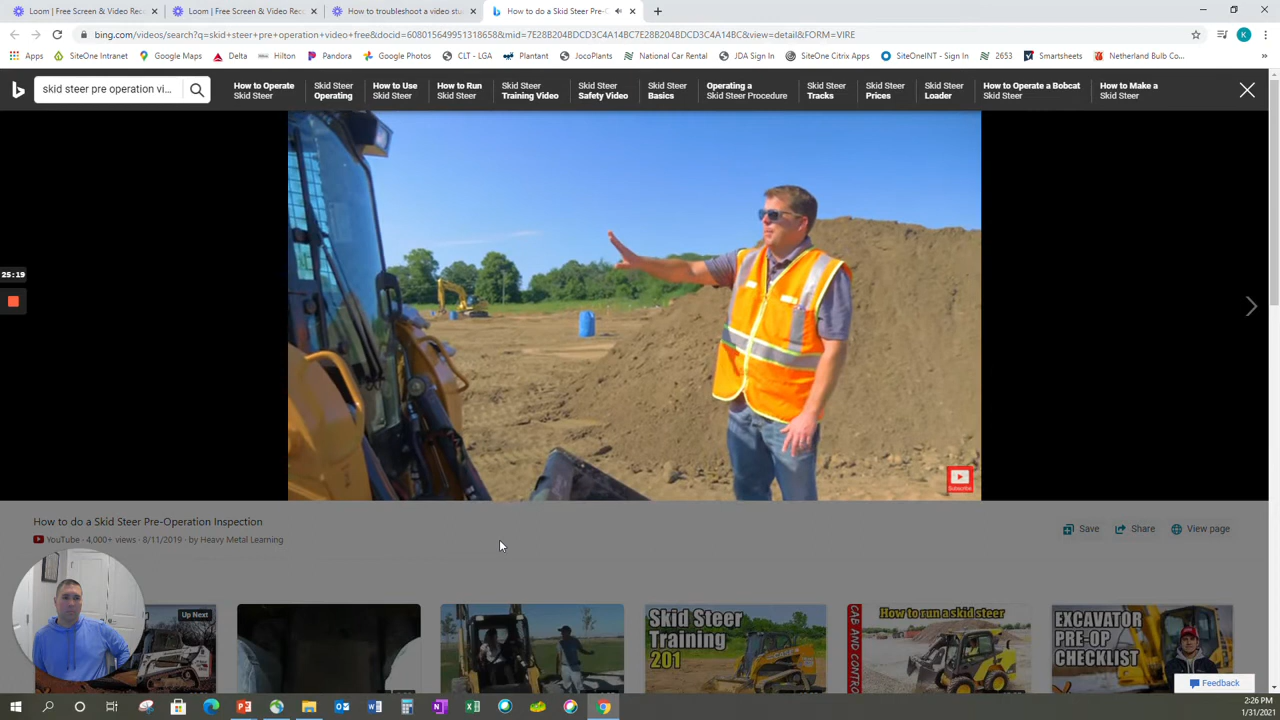 Loom | Free Screen & Video Reco
Loom | Free Screen & Video Reco
How to troubleshoot a video stu
How to do a Skid Steer Pre-O
bing.com/videos/search?q=skid+steer+pre+operation+video+free&docid=608015649951318658&mid=7E28B204BDCD3C4A14BC7E28B204BDCD3C4A14BC&view=detail&FORM=VIRE
K
Apps
SiteOne Intranet
Google Maps
Delta
Hilton
Pandora
Google Photos
CLT - LGA
Plantant
JocoPlants
National Car Rental
JDA Sign In
SiteOne Citrix Apps
SiteOneINT - Sign In
2653
Smartsheets
Netherland Bulb Co...
skid steer pre operation vi...
How to Operate
Skid Steer
Skid Steer
Operating
How to Use
Skid Steer
How to Run
Skid Steer
Skid Steer
Training Video
Skid Steer
Safety Video
Skid Steer
Basics
Operating a
Skid Steer Procedure
Skid Steer
Tracks
Skid Steer
Prices
Skid Steer
Loader
How to Operate a Bobcat
Skid Steer
How to Make a
Skid Steer
25:19
Subscribe
How to do a Skid Steer Pre-Operation Inspection
YouTube · 4,000+ views · 8/11/2019 · by Heavy Metal Learning
Save
Share
View page
Up Next
Skid Steer
Training
201
CAB AND CONTRO
How to run a skid steer
EXCAVATOR
PRE-OP
CHECKLIST
Feedback
2:26 PM
1/31/2021